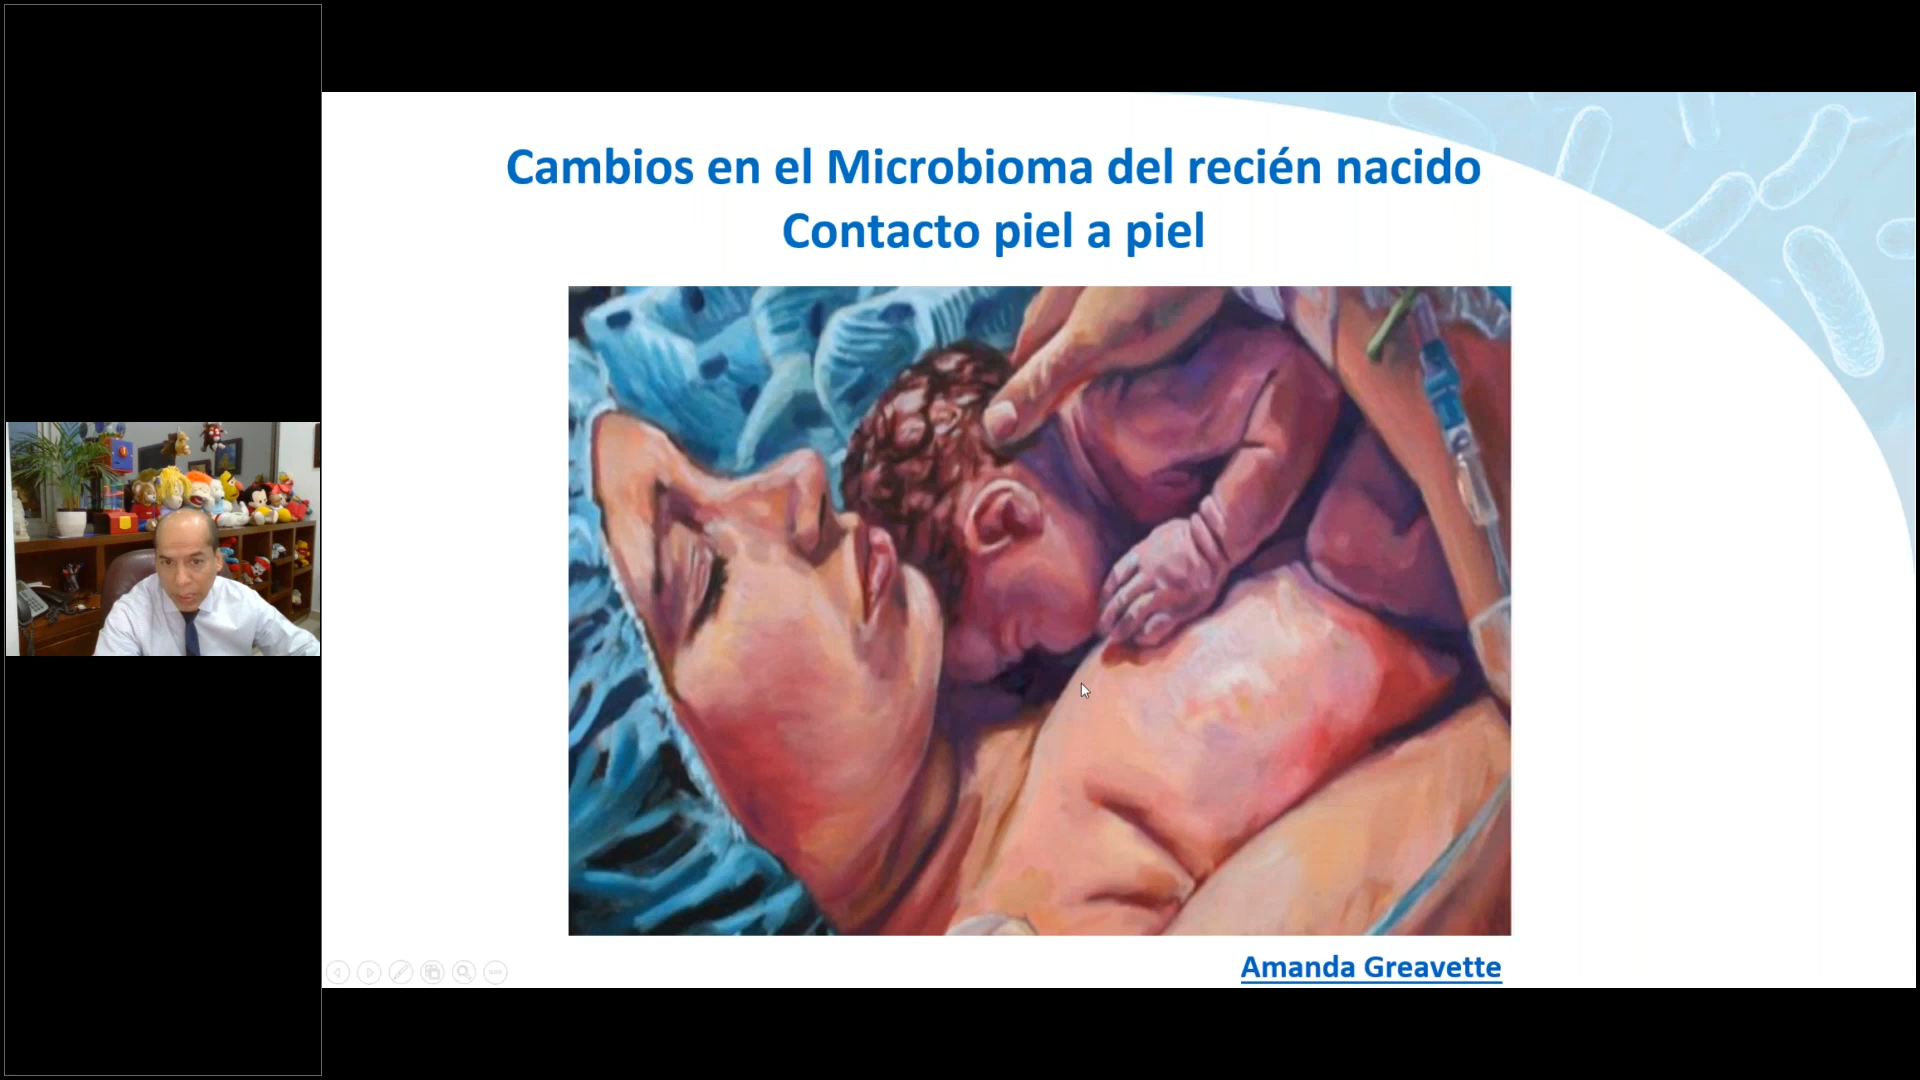 Cambios en el Microbioma del recién nacido
Contacto piel a piel
Amanda Greavette